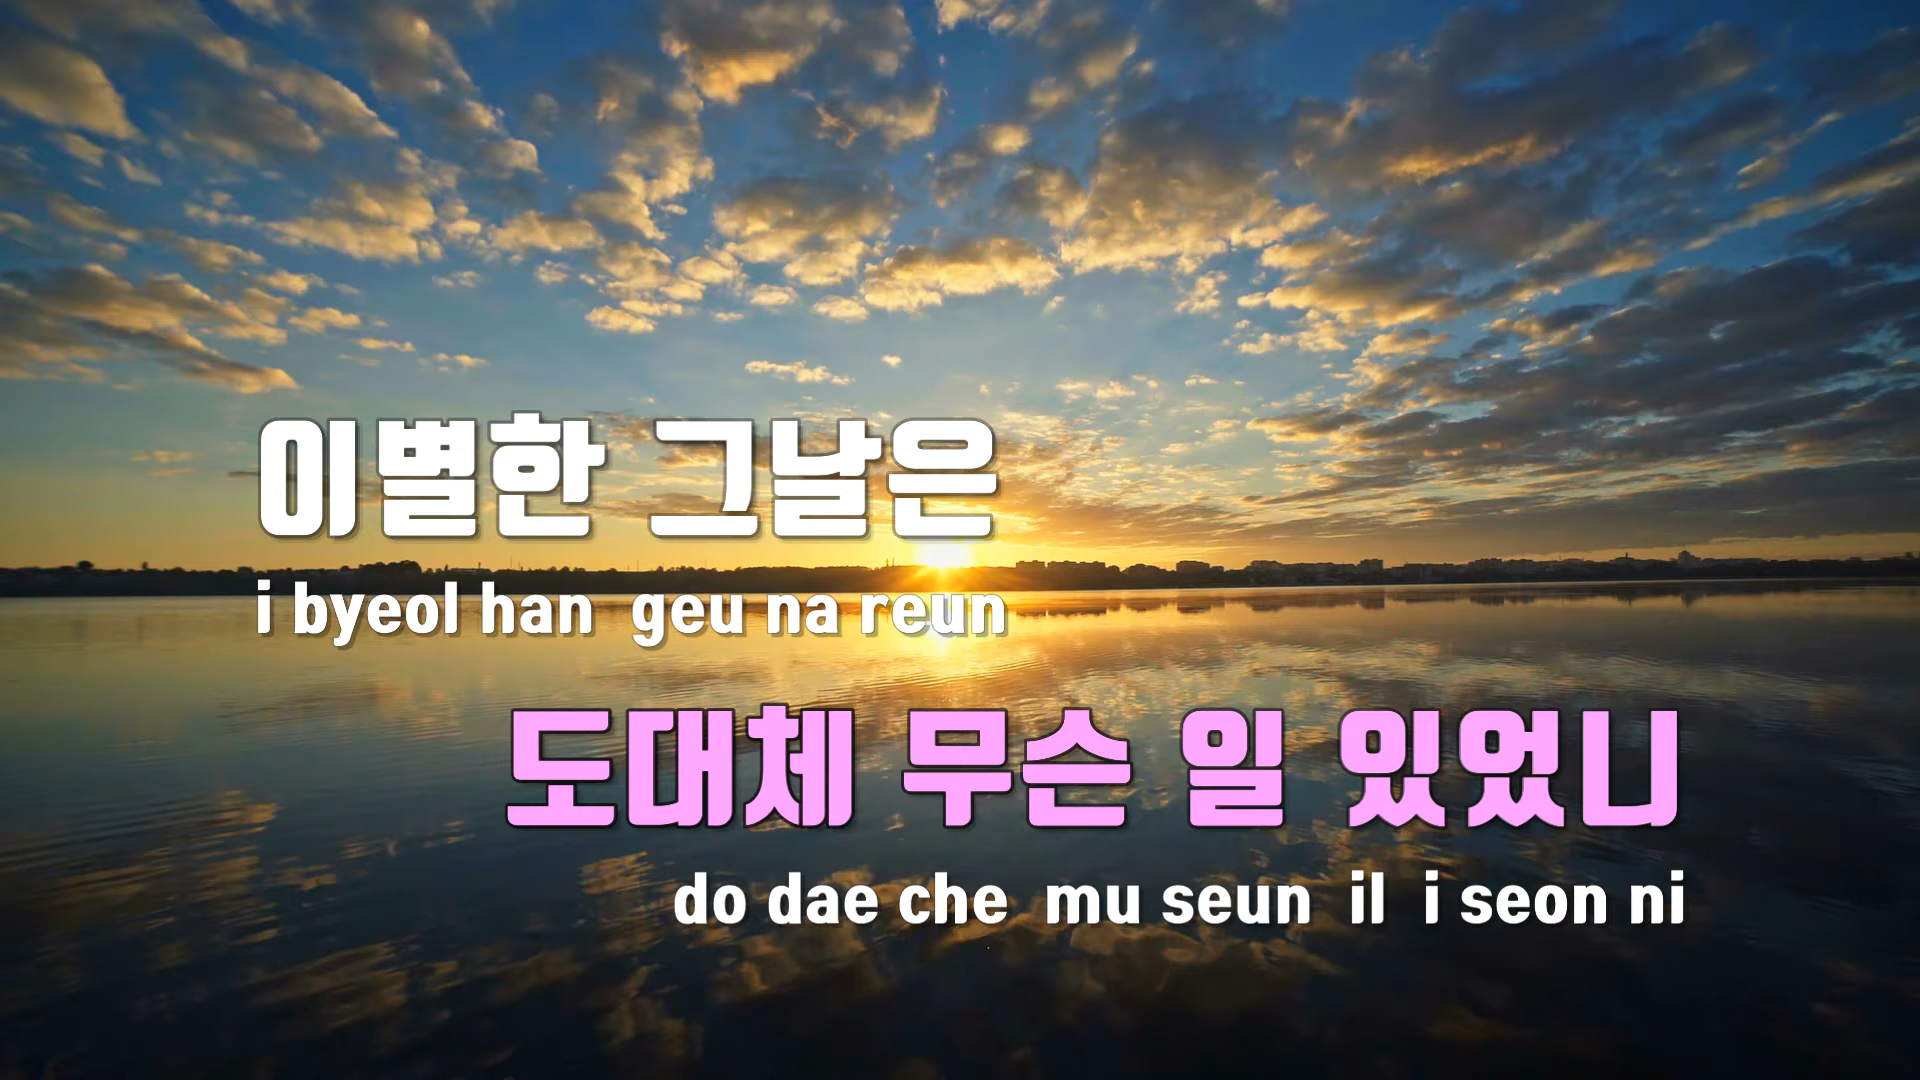 이별한 그날은
i byeol han geu na reun
도대체 무슨 일 있었니
do dae che mu seun il i seon ni